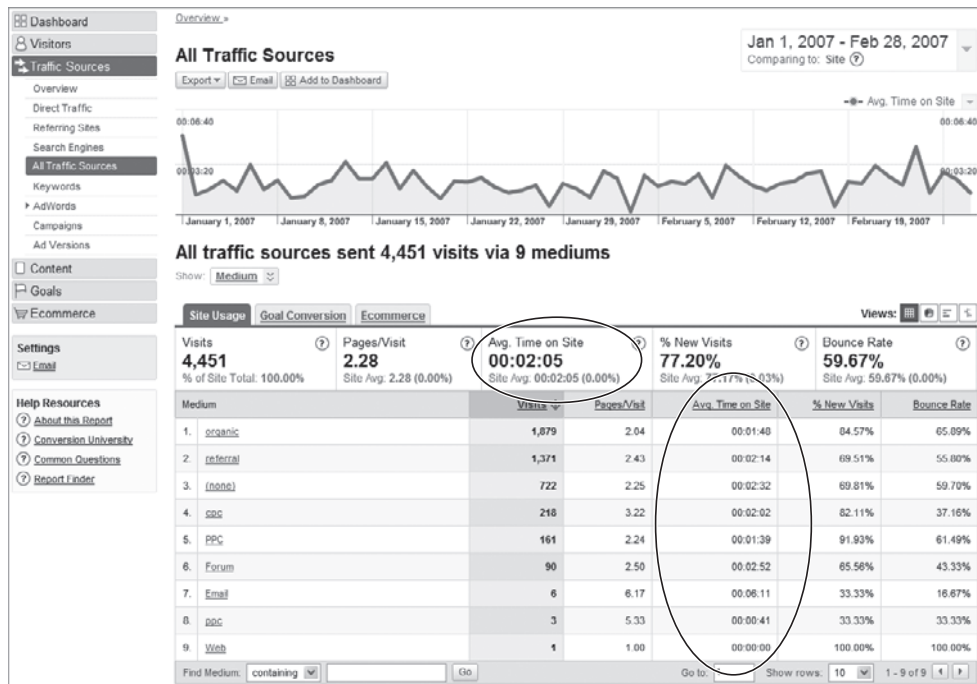 Dashboard
Visitors
Traffic Sources
Overview
Direct Traffic
Referring Sites
Search Engines
All Traffic Sources
Keywords
AdWords
Campaigns
Ad Versions
Content
Goals
Ecommerce
Settings
Email
Help Resources
About this Report
Conversion University
Common Questions
Report Finder
Overview »
All Traffic Sources
Jan 1, 2007 - Feb 28, 2007
Comparing to: Site
Export Email Add to Dashboard
Avg. Time on Site
00:06:40 00:06:40
00:03:20 00:03:20
January 1, 2007 January 8, 2007 January 15, 2007 January 22, 2007 January 29, 2007 February 5, 2007 February 12, 2007 February 19, 2007
All traffic sources sent 4,451 visits via 9 mediums
Show: Medium
Site Usage Goal Conversion Ecommerce Views:
Visits Pages/Visit Avg. Time on Site % New Visits Bounce Rate
4,451 2.28 00:02:05 77.20% 59.67%
% of Site Total: 100.00% Site Avg: 2.28 (0.00%) Site Avg: 00:02:05 (0.00%) Site Avg: 77.17% (0.03%) Site Avg: 59.67% (0.00%)
Medium Visits Pages/Visit Avg. Time on Site % New Visits Bounce Rate
1. organic 1,879 2.04 00:01:48 84.57% 65.89%
2. referral 1,371 2.43 00:02:14 69.51% 55.80%
3. (none) 722 2.25 00:02:32 69.81% 59.70%
4. cpc 218 3.22 00:02:02 82.11% 37.16%
5. PPC 161 2.24 00:01:39 91.93% 61.49%
6. Forum 90 2.50 00:02:52 65.56% 43.33%
7. Email 6 6.17 00:06:11 33.33% 16.67%
8. ppc 3 5.33 00:00:41 33.33% 33.33%
9. Web 1 1.00 00:00:00 100.00% 100.00%
Find Medium: containing Go Go to: Show rows: 10 1 - 9 of 9